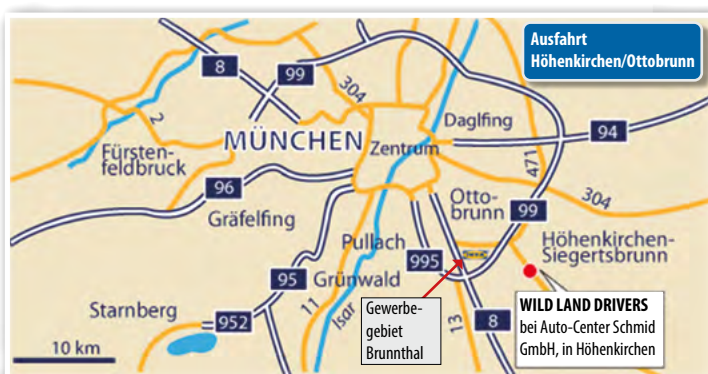 Ausfahrt
Höhenkirchen/Ottobrunn
8
99
304
2
MÜNCHEN
Zentrum
Daglfing
94
471
Fürsten-
feldbruck
96
Gräfelfing
Otto-
brunn
99
304
Pullach
995
Höhenkirchen-
Siegertsbrunn
95
Grünwald
11
Isar
Starnberg
952
13
8
Gewerbe-
gebiet
Brunnthal
WILD LAND DRIVERS
bei Auto-Center Schmid
GmbH, in Höhenkirchen
10 km